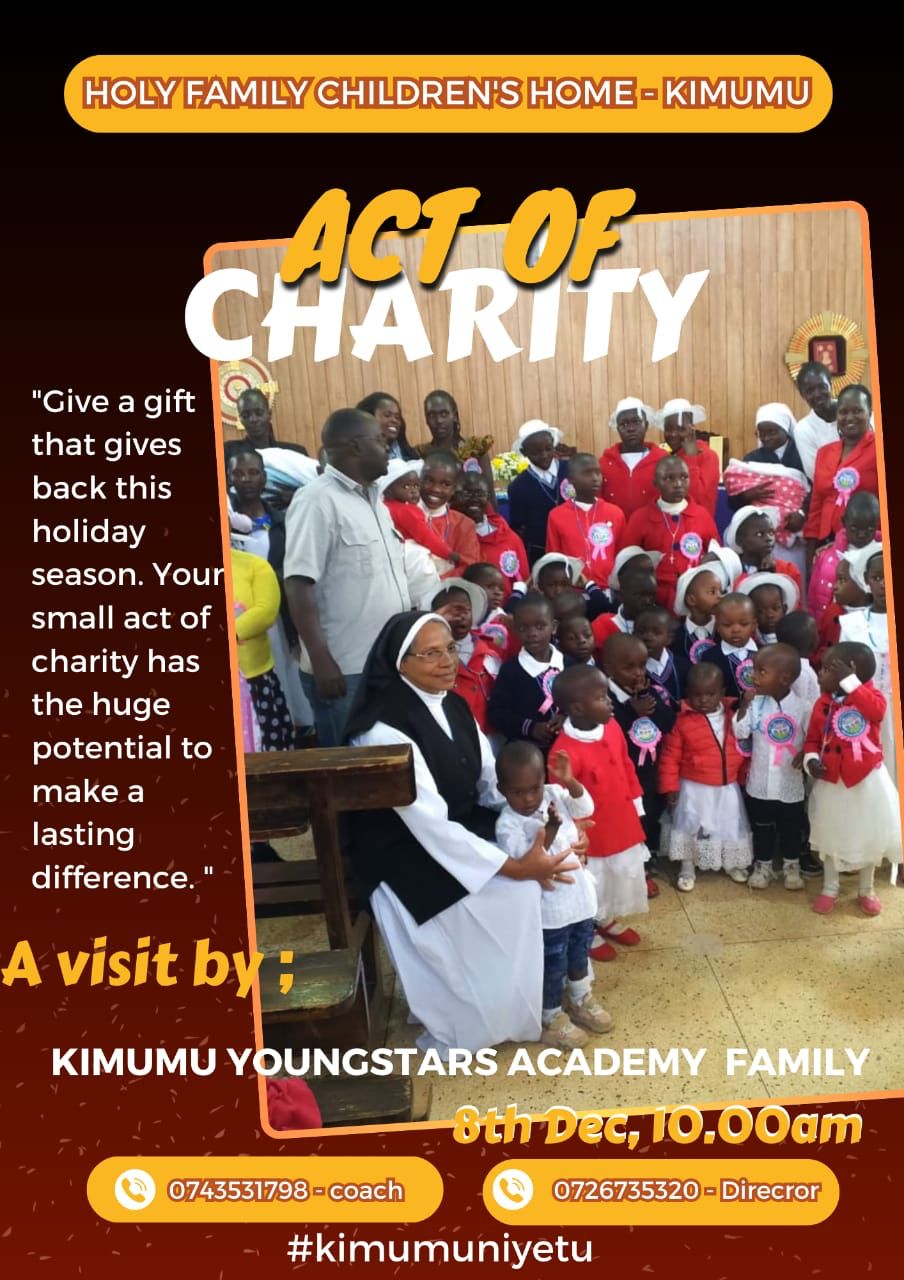 HOLY FAMILY CHILDREN'S HOME - KIMUMU
ACT OF
CHARITY
"Give a gift
that gives
back this
holiday
season. Your
small act of
charity has
the huge
potential to
make a
lasting
difference. "
A visit by ;
KIMUMU YOUNGSTARS ACADEMY FAMILY
8th Dec, 10.00am
0743531798 - coach
0726735320 - Direcror
#kimumuniyetu